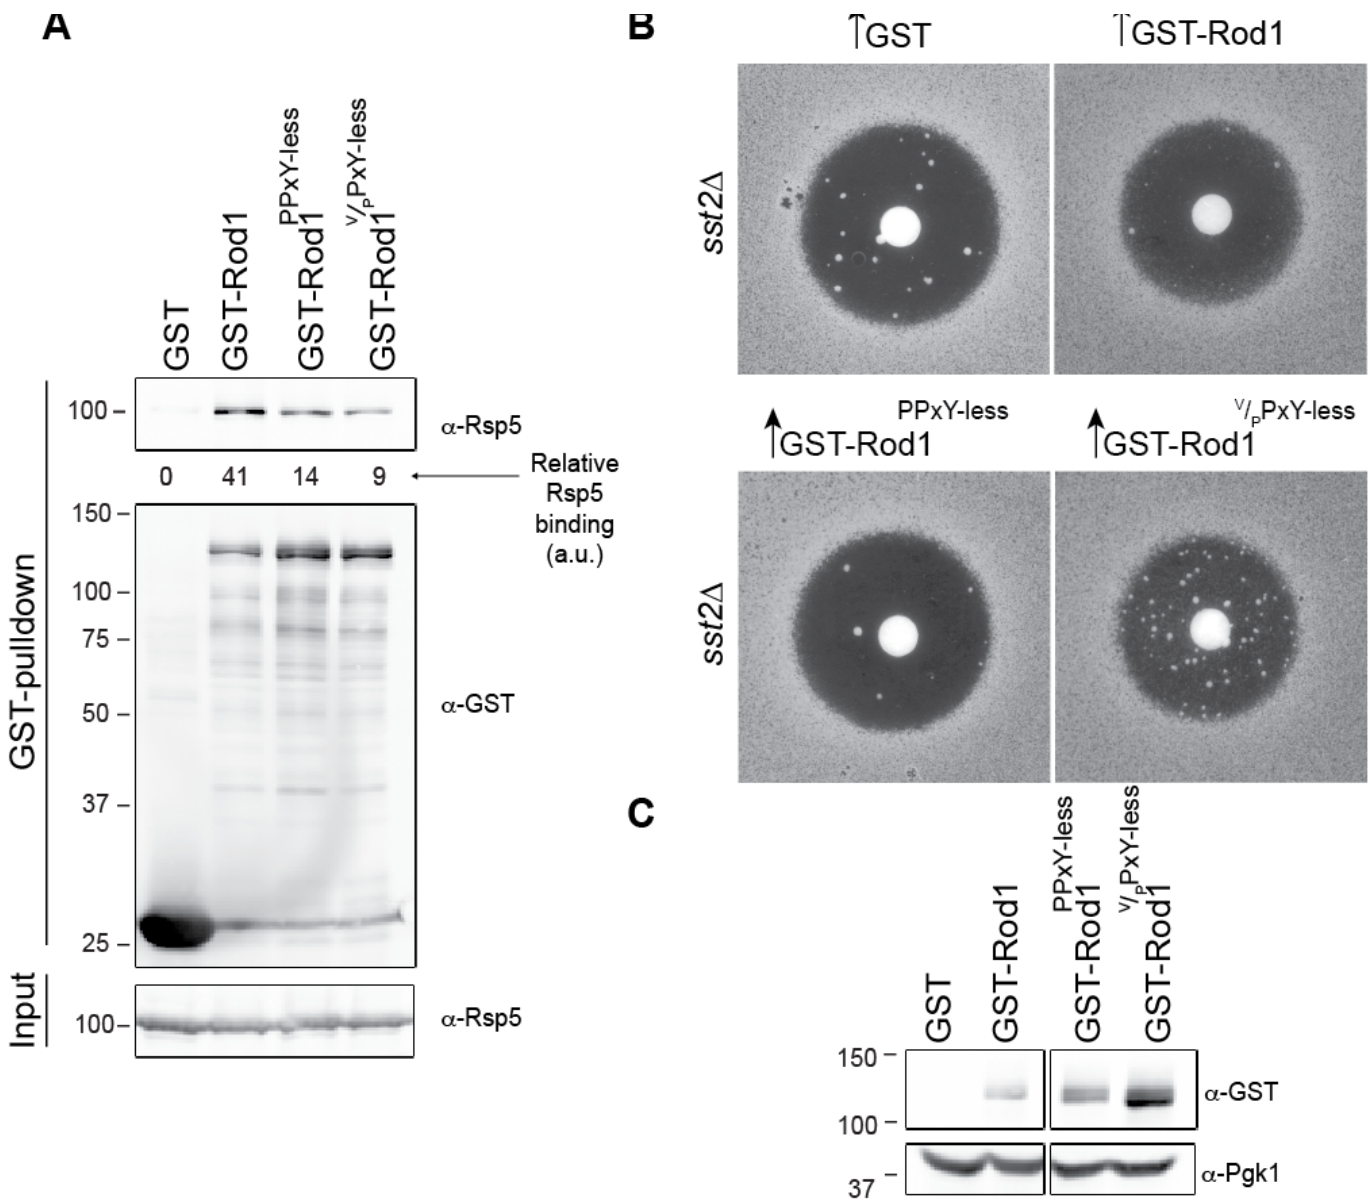 A
GST
GST-Rod1
GST-Rod1 PPxY-less
GST-Rod1 V/PPxY-less
GST-pulldown
100
α-Rsp5
0 41 14 9
Relative
Rsp5
binding
(a.u.)
150
100
75
50
37
25
α-GST
Input
100
α-Rsp5
B
↑GST
↑GST-Rod1
sst2Δ
↑GST-Rod1 PPxY-less
↑GST-Rod1 V/PPxY-less
sst2Δ
C
GST
GST-Rod1
GST-Rod1 PPxY-less
GST-Rod1 V/PPxY-less
150
100
α-GST
37
α-Pgk1